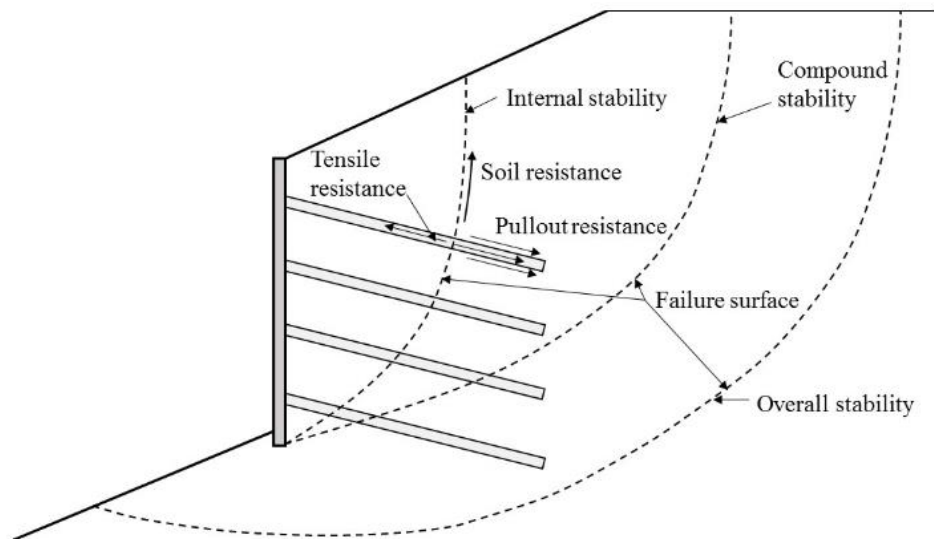 Compound
stability
Internal stability
Tensile
resistance
Soil resistance
Pullout resistance
Failure surface
Overall stability